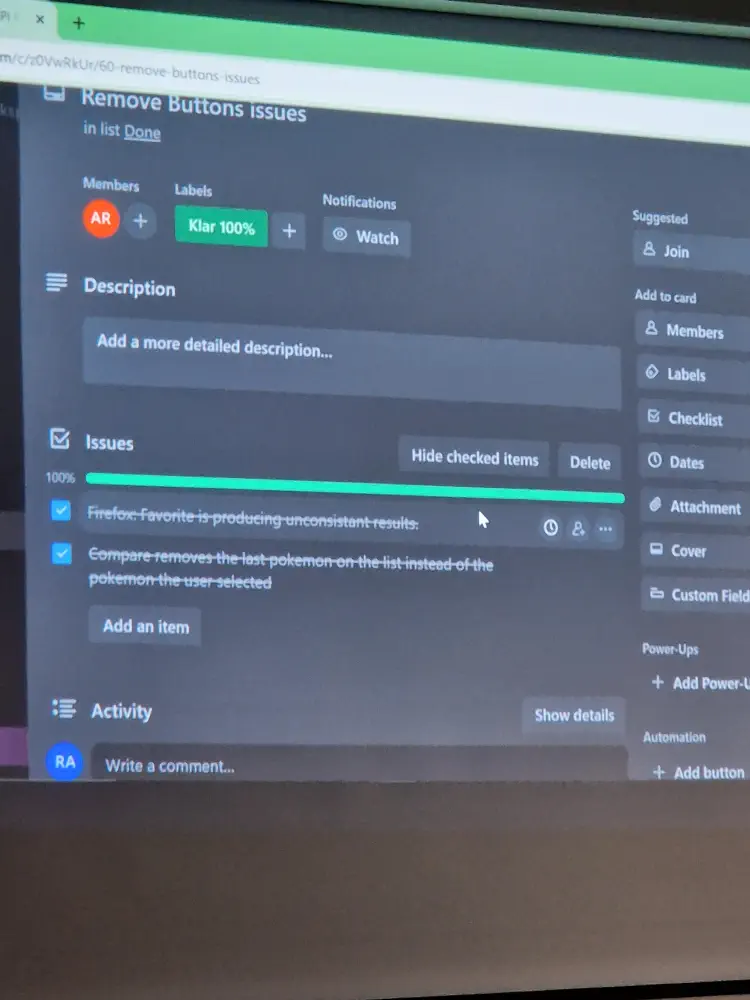 m/c/z0VwRkUr/60-remove-buttons-issues
Remove Buttons issues
in list Done
Members
Labels
Notifications
AR
+
Klar 100%
+
Watch
Suggested
Join
Description
Add to card
Members
Add a more detailed description...
Labels
Checklist
Issues
Hide checked items
Delete
Dates
100%
Firefox: Favorite is producing unconsistant results.
Attachment
Compare removes the last pokemon on the list instead of the
pokemon the user selected
Cover
Custom Field
Add an item
Power-Ups
+ Add Power-U
Activity
Show details
Automation
RA
Write a comment...
+ Add button